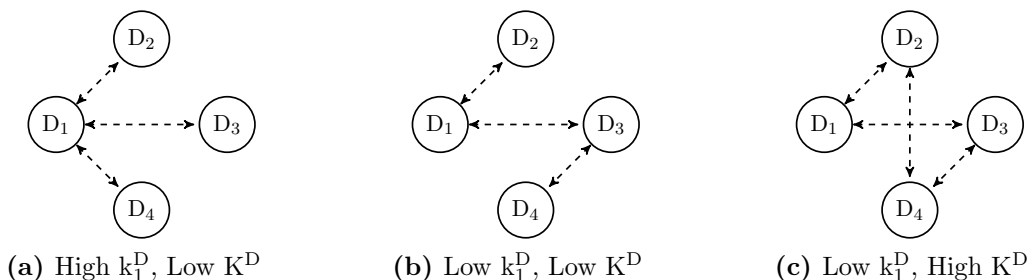 D₂ D₂ D₂
D₁ D₃ D₁ D₃ D₁ D₃
D₄ D₄ D₄
(a) High k₁ᴰ, Low Kᴰ (b) Low k₁ᴰ, Low Kᴰ (c) Low k₁ᴰ, High Kᴰ